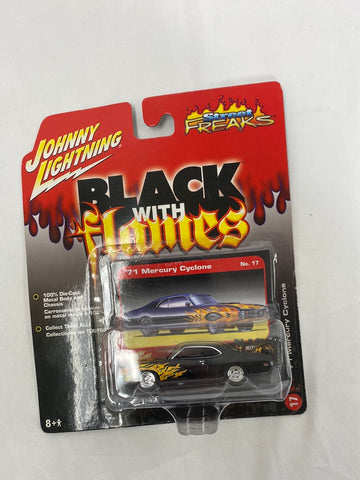 JOHNNY
LIGHTNING
Street
FREAKS
BLACK
WITH
flames
'71 Mercury Cyclone
No. 17
• 100% Die-Cast
Metal Body and
Chassis
• Collect Them ALL!
8+
Mercury Cyclone
17